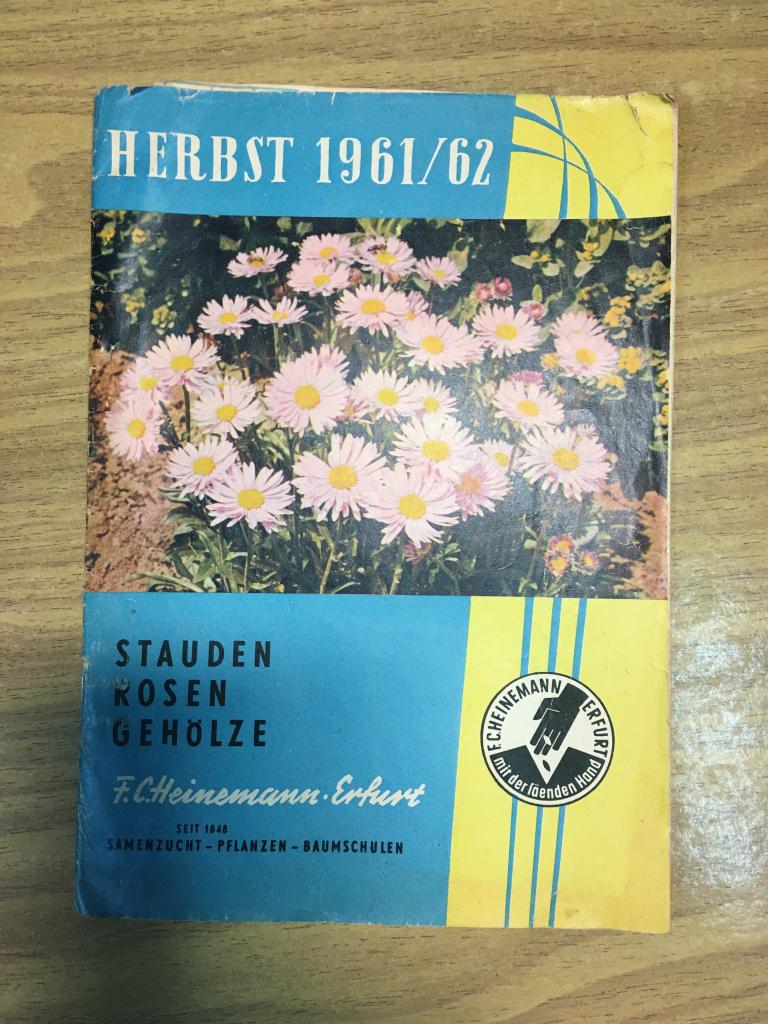 HERBST 1961/62
STAUDEN
ROSEN
GEHÖLZE
F.C.Heinemann·Erfurt
SEIT 1848
SAMENZUCHT – PFLANZEN – BAUMSCHULEN
F.C.HEINEMANN ERFURT
mit der säenden Hand